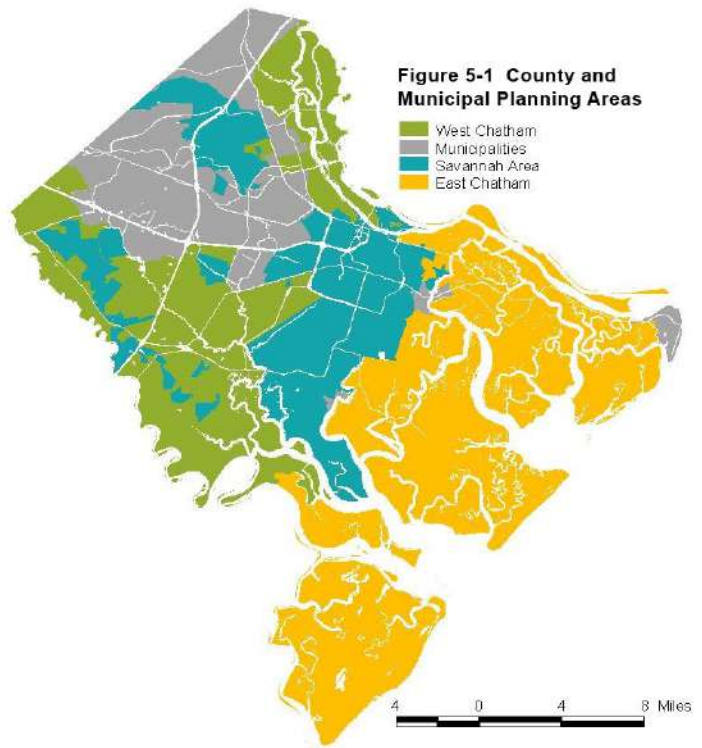 Figure 5-1 County and
Municipal Planning Areas
West Chatham
Municipalities
Savannah Area
East Chatham
4 0 4 8 Miles